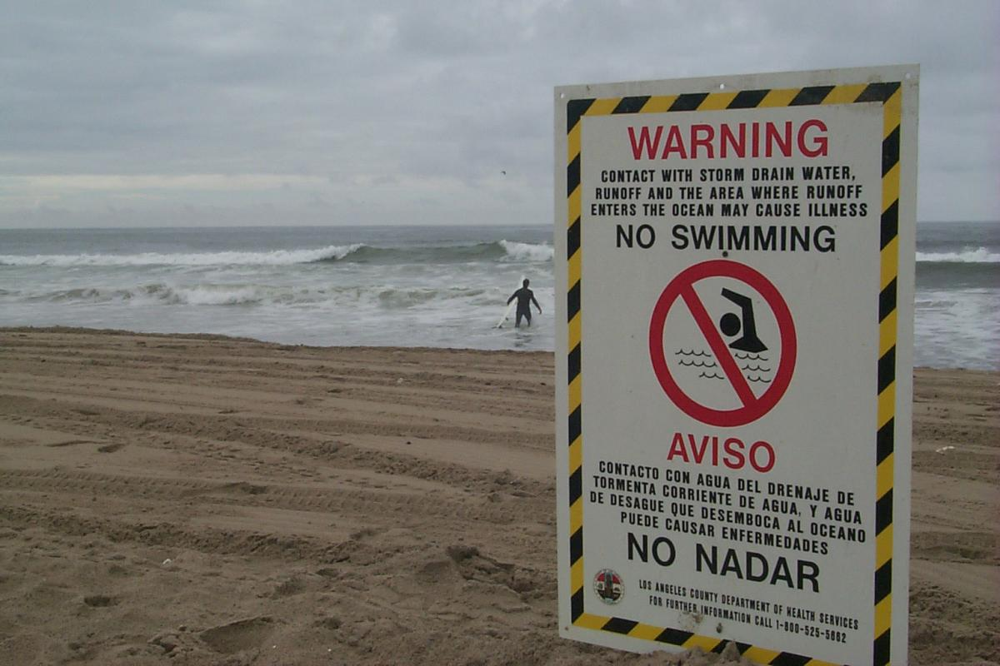 WARNING
CONTACT WITH STORM DRAIN WATER,
RUNOFF AND THE AREA WHERE RUNOFF
ENTERS THE OCEAN MAY CAUSE ILLNESS
NO SWIMMING
AVISO
CONTACTO CON AGUA DEL DRENAJE DE
TORMENTA CORRIENTE DE AGUA, Y AGUA
DE DESAGUE QUE DESEMBOCA AL OCEANO
PUEDE CAUSAR ENFERMEDADES
NO NADAR
LOS ANGELES COUNTY DEPARTMENT OF HEALTH SERVICES
FOR FURTHER INFORMATION CALL 1-800-525-5662